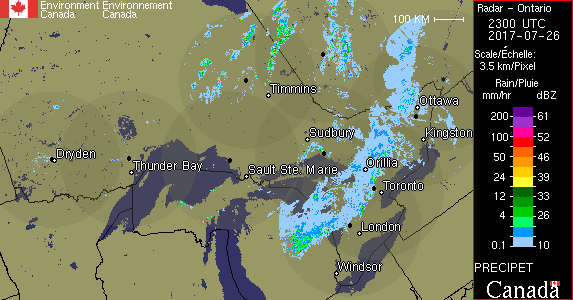 Environment Environnement
Canada Canada
100 KM
Timmins
Ottawa
Sudbury
Kingston
Dryden
Thunder Bay
Sault Ste. Marie
Orillia
Toronto
London
Windsor
Radar - Ontario
2300 UTC
2017-07-26
Scale/Échelle:
3.5 km/Pixel
Rain/Pluie
mm/hr dBZ
200 61
100 52
50 46
24 39
12 33
4 26
0.1 10
PRECIPET
Canada